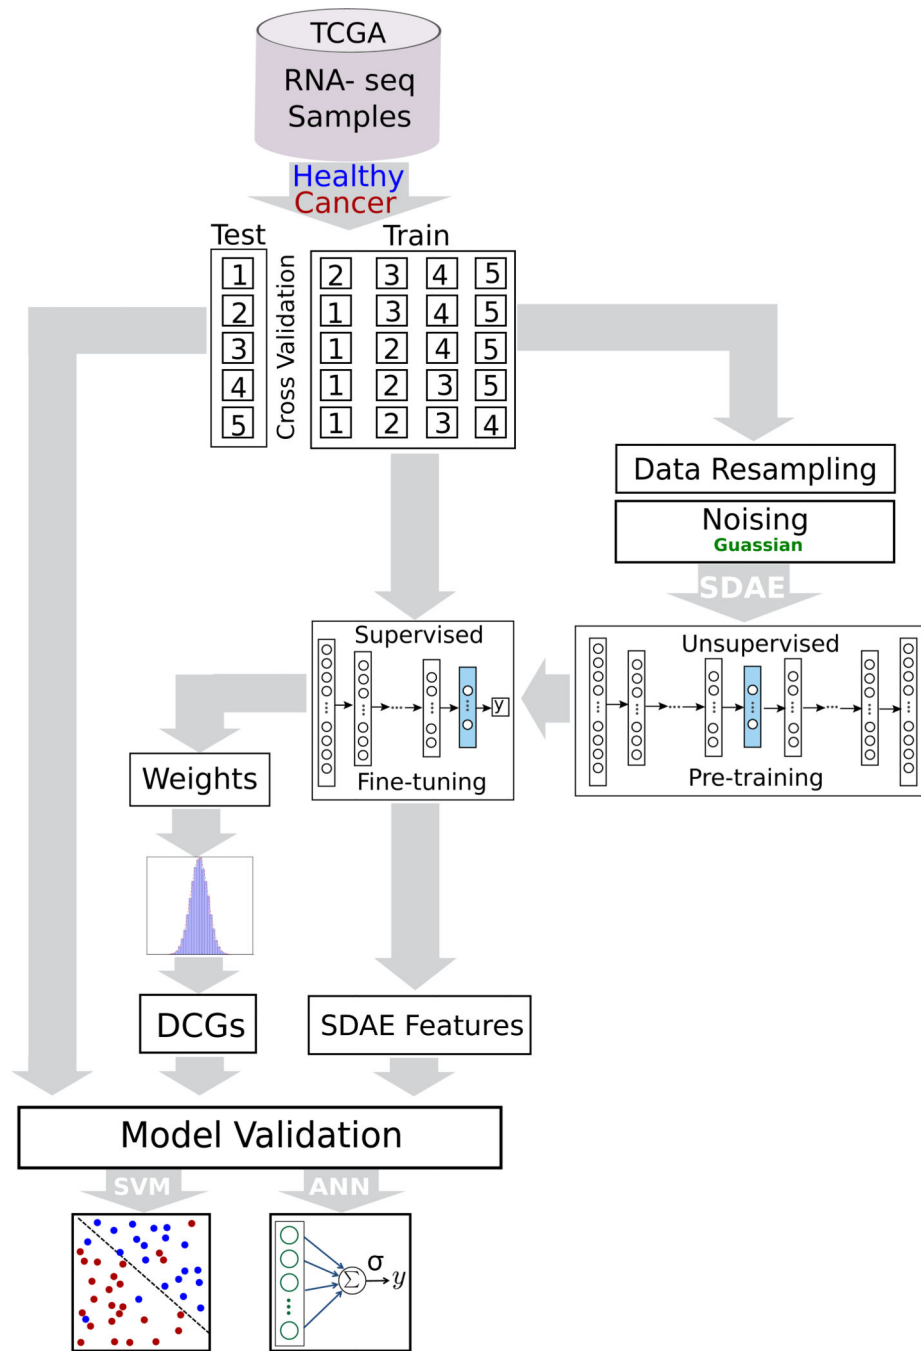 TCGA
RNA- seq
Samples
Healthy
Cancer
Test
Train
Cross Validation
1 2 3 4 5
2 1 3 4 5
3 1 2 4 5
4 1 2 3 5
5 1 2 3 4
Data Resampling
Noising
Guassian
SDAE
Supervised
y
Fine-tuning
Unsupervised
Pre-training
Weights
DCGs
SDAE Features
Model Validation
SVM
ANN
Σ
σ
y